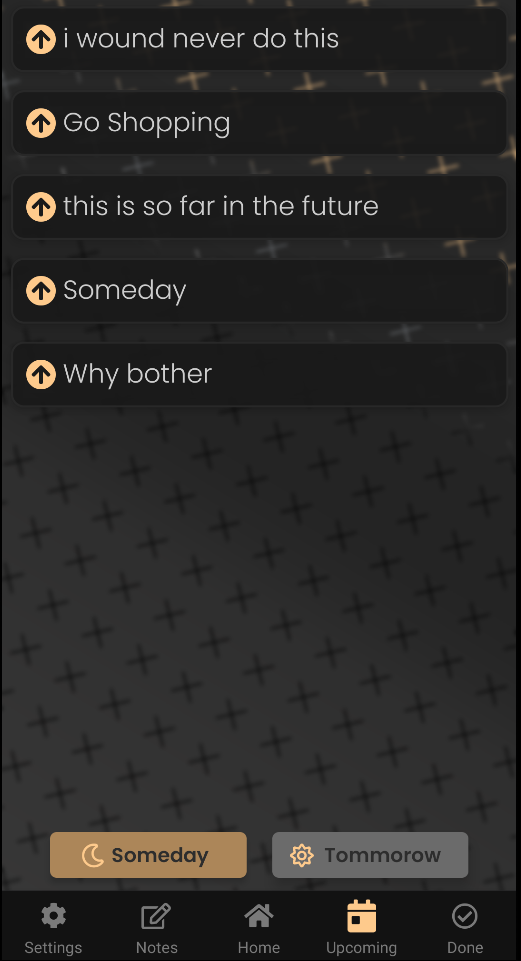 i wound never do this
Go Shopping
this is so far in the future
Someday
Why bother
Someday
Tommorow
Settings
Notes
Home
Upcoming
Done